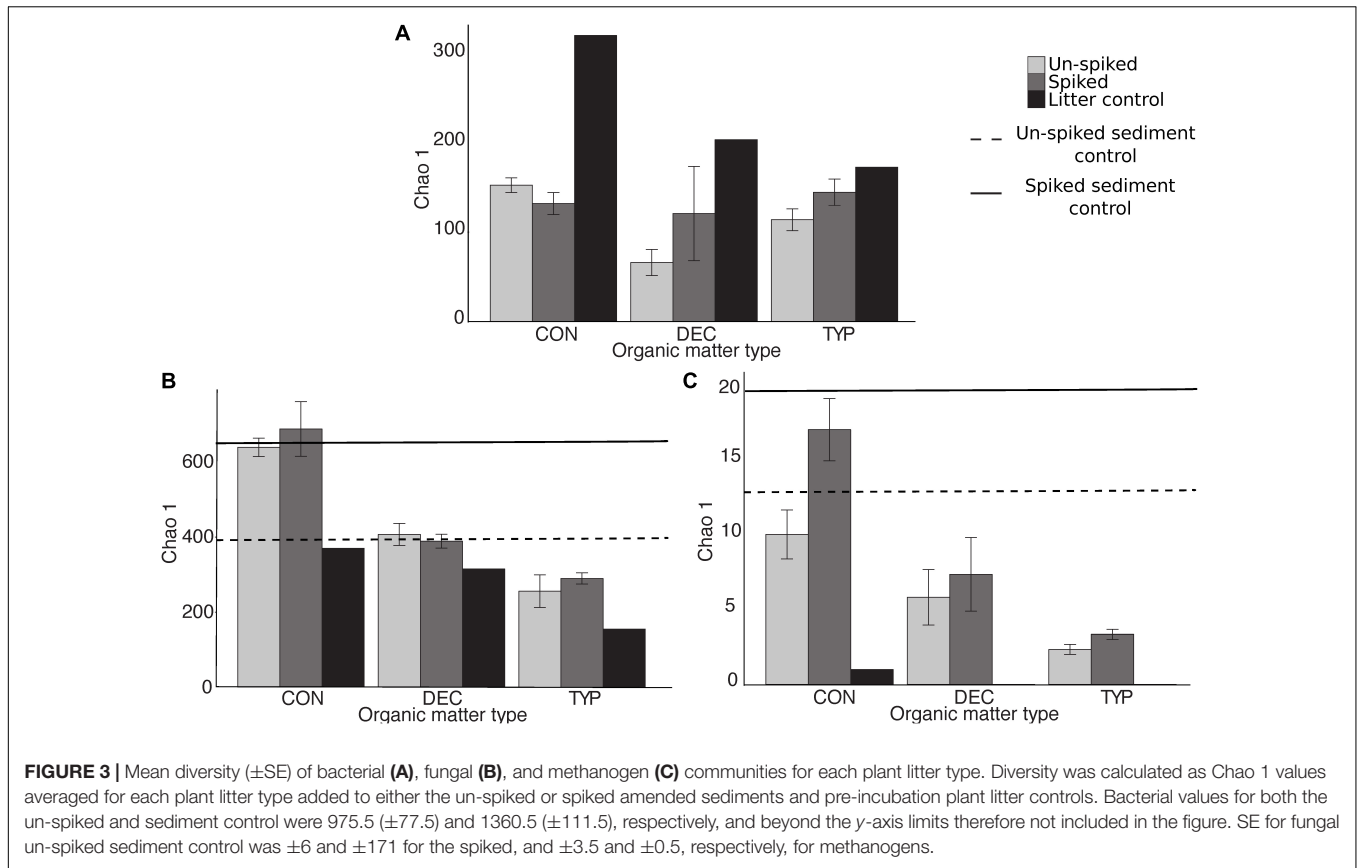 A
300
200
100
0
Chao 1
CON DEC TYP
Organic matter type
Un-spiked
Spiked
Litter control
Un-spiked sediment
control
Spiked sediment
control
B
600
400
200
0
Chao 1
CON DEC TYP
Organic matter type
C
20
15
10
5
0
Chao 1
CON DEC TYP
Organic matter type
FIGURE 3 | Mean diversity (±SE) of bacterial (A), fungal (B), and methanogen (C) communities for each plant litter type. Diversity was calculated as Chao 1 values
averaged for each plant litter type added to either the un-spiked or spiked amended sediments and pre-incubation plant litter controls. Bacterial values for both the
un-spiked and sediment control were 975.5 (±77.5) and 1360.5 (±111.5), respectively, and beyond the y-axis limits therefore not included in the figure. SE for fungal
un-spiked sediment control was ±6 and ±171 for the spiked, and ±3.5 and ±0.5, respectively, for methanogens.